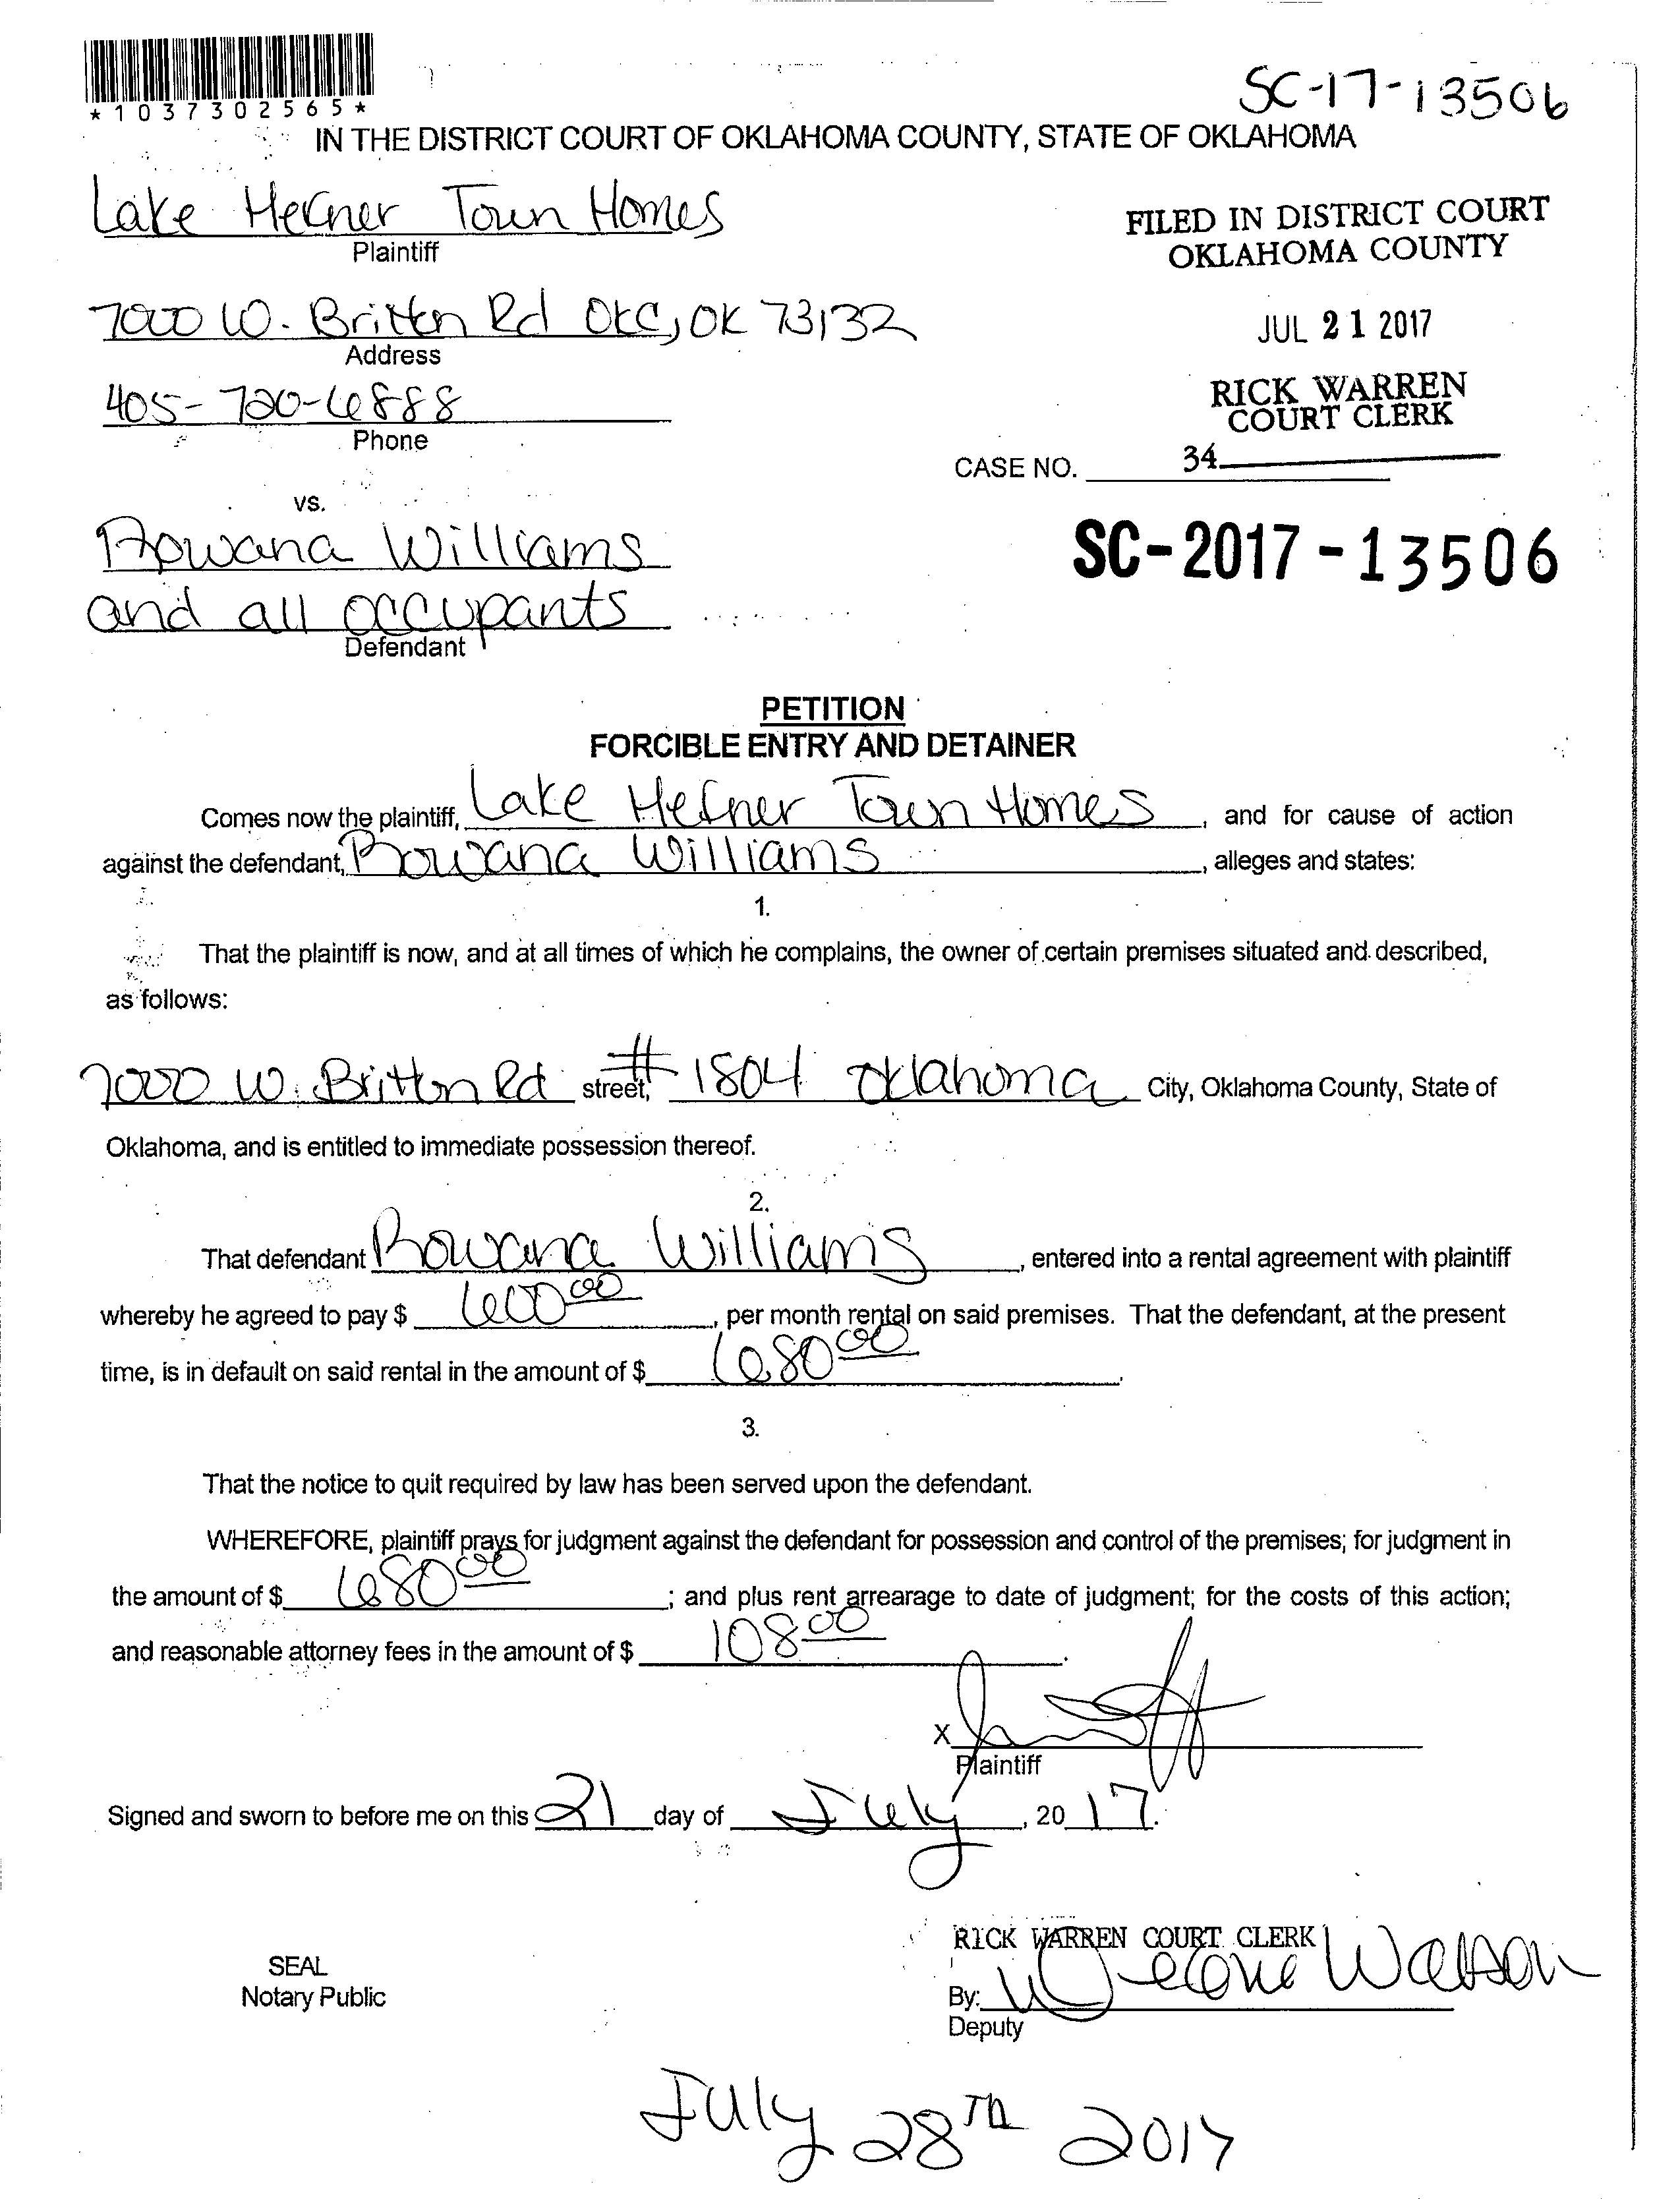 *1037302565*
SC-17-13506
IN THE DISTRICT COURT OF OKLAHOMA COUNTY, STATE OF OKLAHOMA
Lake Hefner Town Homes
Plaintiff
FILED IN DISTRICT COURT
OKLAHOMA COUNTY
7000 W. Britton Rd OKC, OK 73132
Address
JUL 21 2017
405-720-6888
Phone
RICK WARREN
COURT CLERK
CASE NO. 34
vs.
Rowana Williams
and all occupants
Defendant
SC-2017-13506
PETITION
FORCIBLE ENTRY AND DETAINER
Comes now the plaintiff, Lake Hefner Town Homes, and for cause of action
against the defendant, Rowana Williams, alleges and states:
1.
That the plaintiff is now, and at all times of which he complains, the owner of certain premises situated and described,
as follows:
7000 W. Britton Rd street, #1804 Oklahoma City, Oklahoma County, State of
Oklahoma, and is entitled to immediate possession thereof.
2.
That defendant Rowana Williams, entered into a rental agreement with plaintiff
whereby he agreed to pay $ 600.00, per month rental on said premises. That the defendant, at the present
time, is in default on said rental in the amount of $ 680.00.
3.
That the notice to quit required by law has been served upon the defendant.
WHEREFORE, plaintiff prays for judgment against the defendant for possession and control of the premises; for judgment in
the amount of $ 680.00; and plus rent arrearage to date of judgment; for the costs of this action;
and reasonable attorney fees in the amount of $ 108.00.
X
Plaintiff
Signed and sworn to before me on this 21 day of July, 2017.
SEAL
Notary Public
RICK WARREN COURT CLERK
By: Watson
Deputy
July 28TH 2017